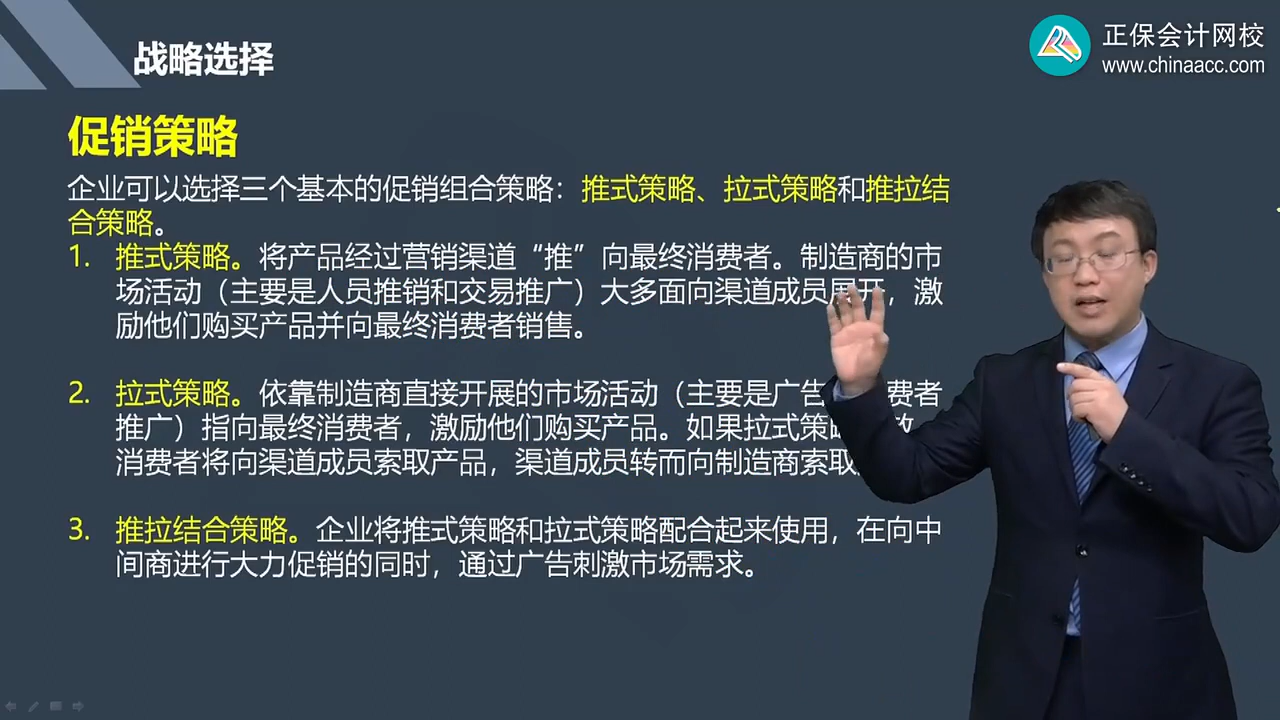 战略选择
正保会计网校
www.chinaacc.com
促销策略
企业可以选择三个基本的促销组合策略：推式策略、拉式策略和推拉结
合策略。
1. 推式策略。将产品经过营销渠道“推”向最终消费者。制造商的市
场活动（主要是人员推销和交易推广）大多面向渠道成员展开，激
励他们购买产品并向最终消费者销售。
2. 拉式策略。依靠制造商直接开展的市场活动（主要是广告 费者
推广）指向最终消费者，激励他们购买产品。如果拉式策略
消费者将向渠道成员索取产品，渠道成员转而向制造商索取
3. 推拉结合策略。企业将推式策略和拉式策略配合起来使用，在向中
间商进行大力促销的同时，通过广告刺激市场需求。